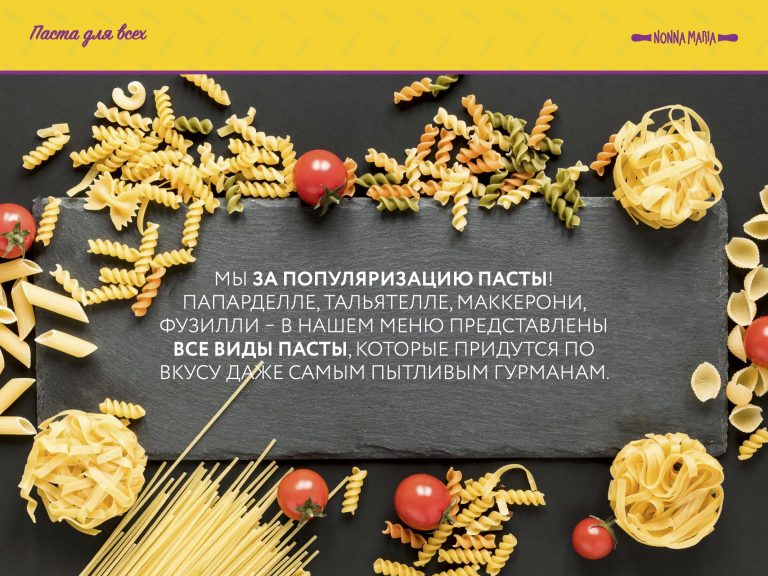 Паста для всех
NONNA MARIA
МЫ ЗА ПОПУЛЯРИЗАЦИЮ ПАСТЫ!
ПАПАРДЕЛЛЕ, ТАЛЬЯТЕЛЛЕ, МАККЕРОНИ,
ФУЗИЛЛИ – В НАШЕМ МЕНЮ ПРЕДСТАВЛЕНЫ
ВСЕ ВИДЫ ПАСТЫ, КОТОРЫЕ ПРИДУТСЯ ПО
ВКУСУ ДАЖЕ САМЫМ ПЫТЛИВЫМ ГУРМАНАМ.